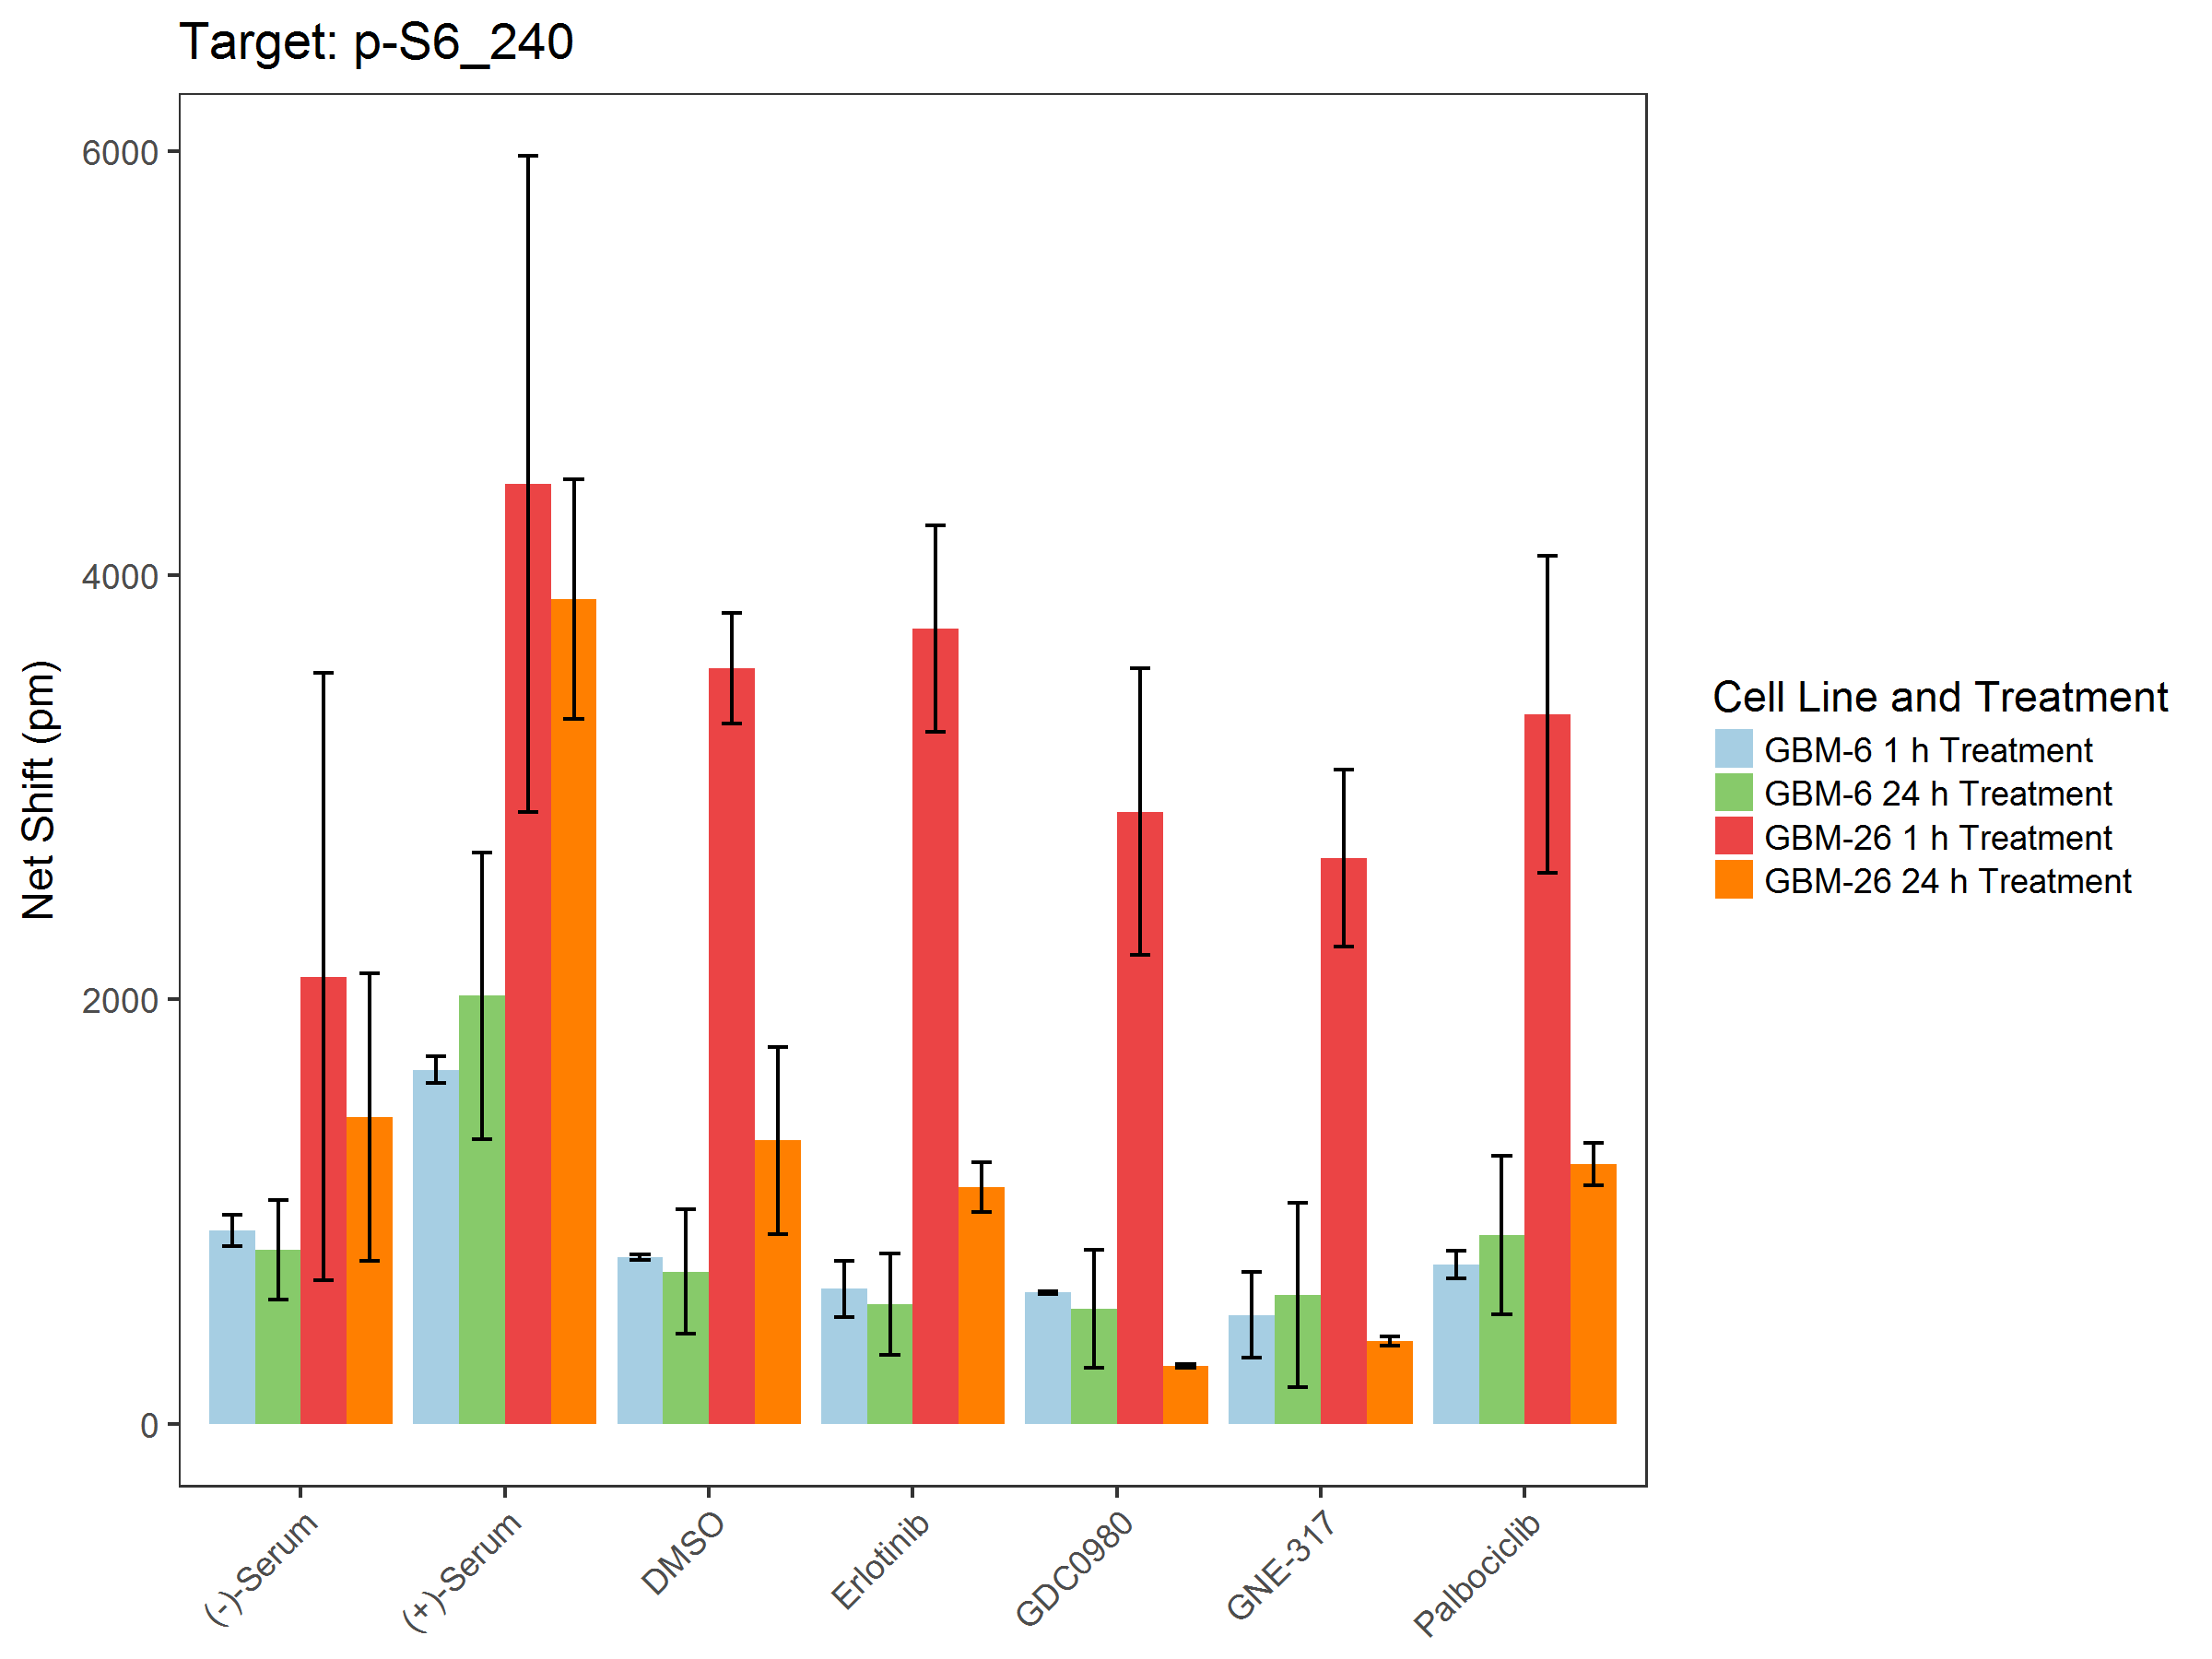 Target: p-S6_240
Net Shift (pm)
6000
4000
2000
0
(-)-Serum
(+)-Serum
DMSO
Erlotinib
GDC0980
GNE-317
Palbociclib
Cell Line and Treatment
GBM-6 1 h Treatment
GBM-6 24 h Treatment
GBM-26 1 h Treatment
GBM-26 24 h Treatment